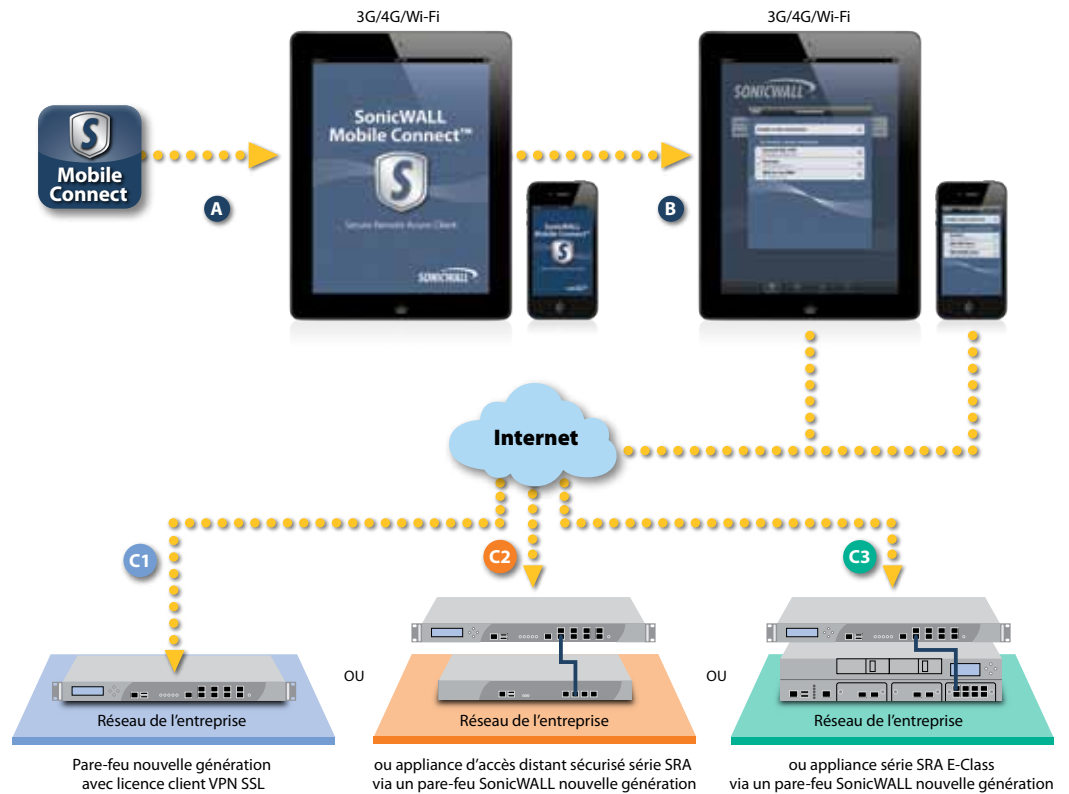 3G/4G/Wi-Fi
3G/4G/Wi-Fi
S
Mobile
Connect
SonicWALL
Mobile Connect™
S
Secure Remote Access Client
SONICWALL
SonicWALL
Mobile Connect™
S
SONICWALL
A
B
Internet
C1
C2
C3
OU
OU
Réseau de l'entreprise
Réseau de l'entreprise
Réseau de l'entreprise
Pare-feu nouvelle génération
avec licence client VPN SSL
ou appliance d'accès distant sécurisé série SRA
via un pare-feu SonicWALL nouvelle génération
ou appliance série SRA E-Class
via un pare-feu SonicWALL nouvelle génération